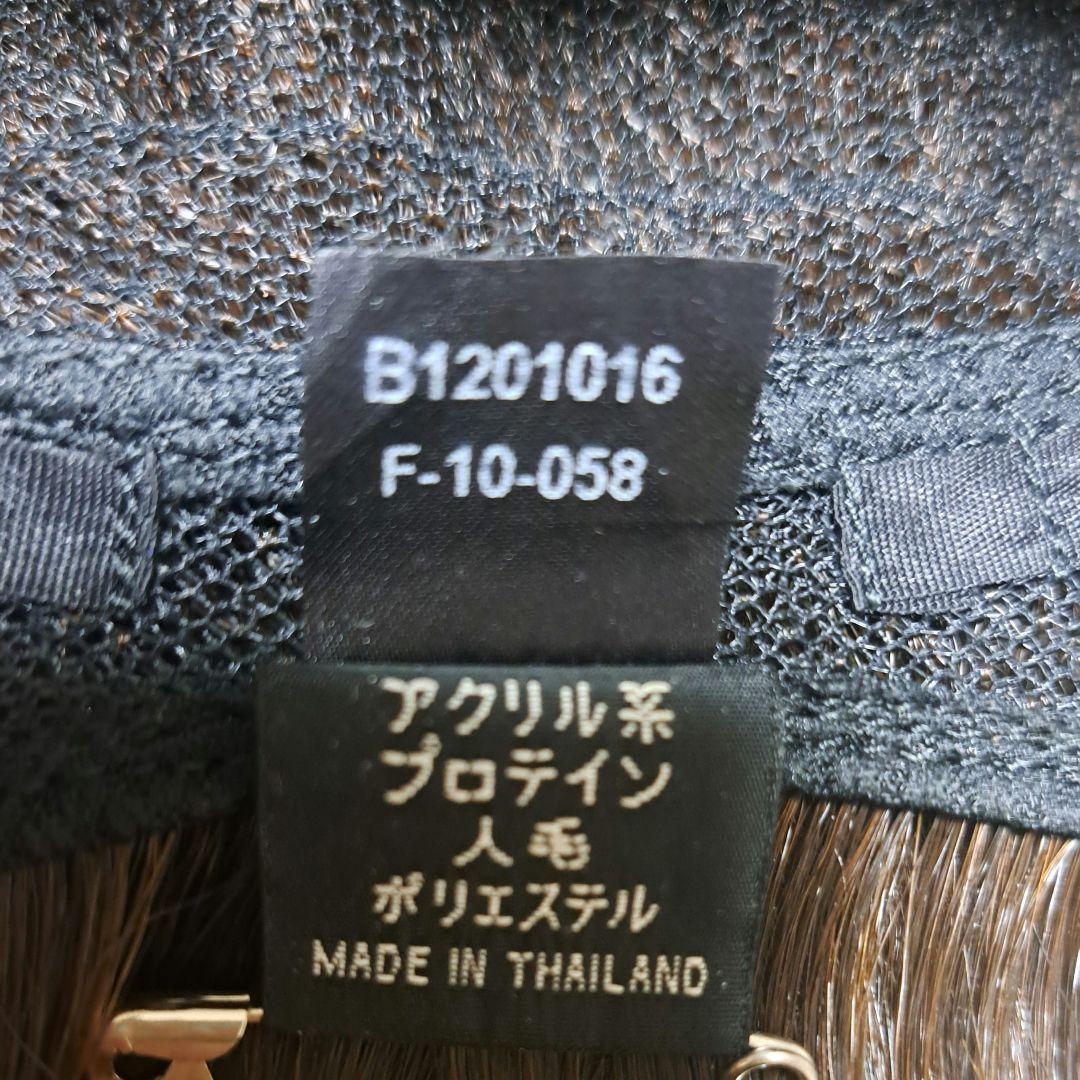 B1201016
F-10-058
アクリル系
プロテイン
人毛
ポリエステル
MADE IN THAILAND